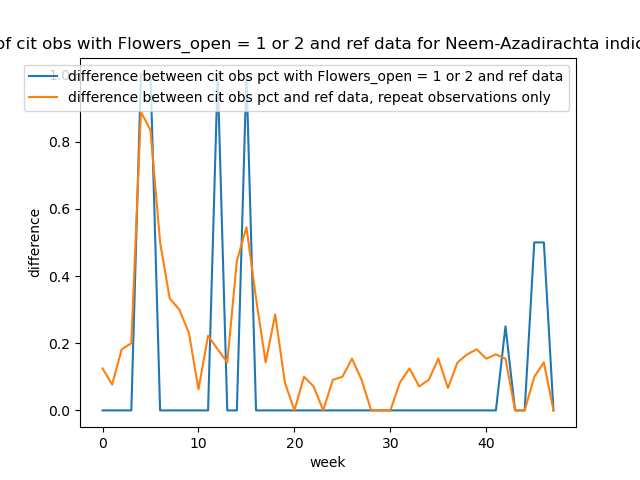 of cit obs with Flowers_open = 1 or 2 and ref data for Neem-Azadirachta indic
difference between cit obs pct with Flowers_open = 1 or 2 and ref data
difference between cit obs pct and ref data, repeat observations only
1.0
0.8
0.6
0.4
0.2
0.0
difference
0 10 20 30 40
week